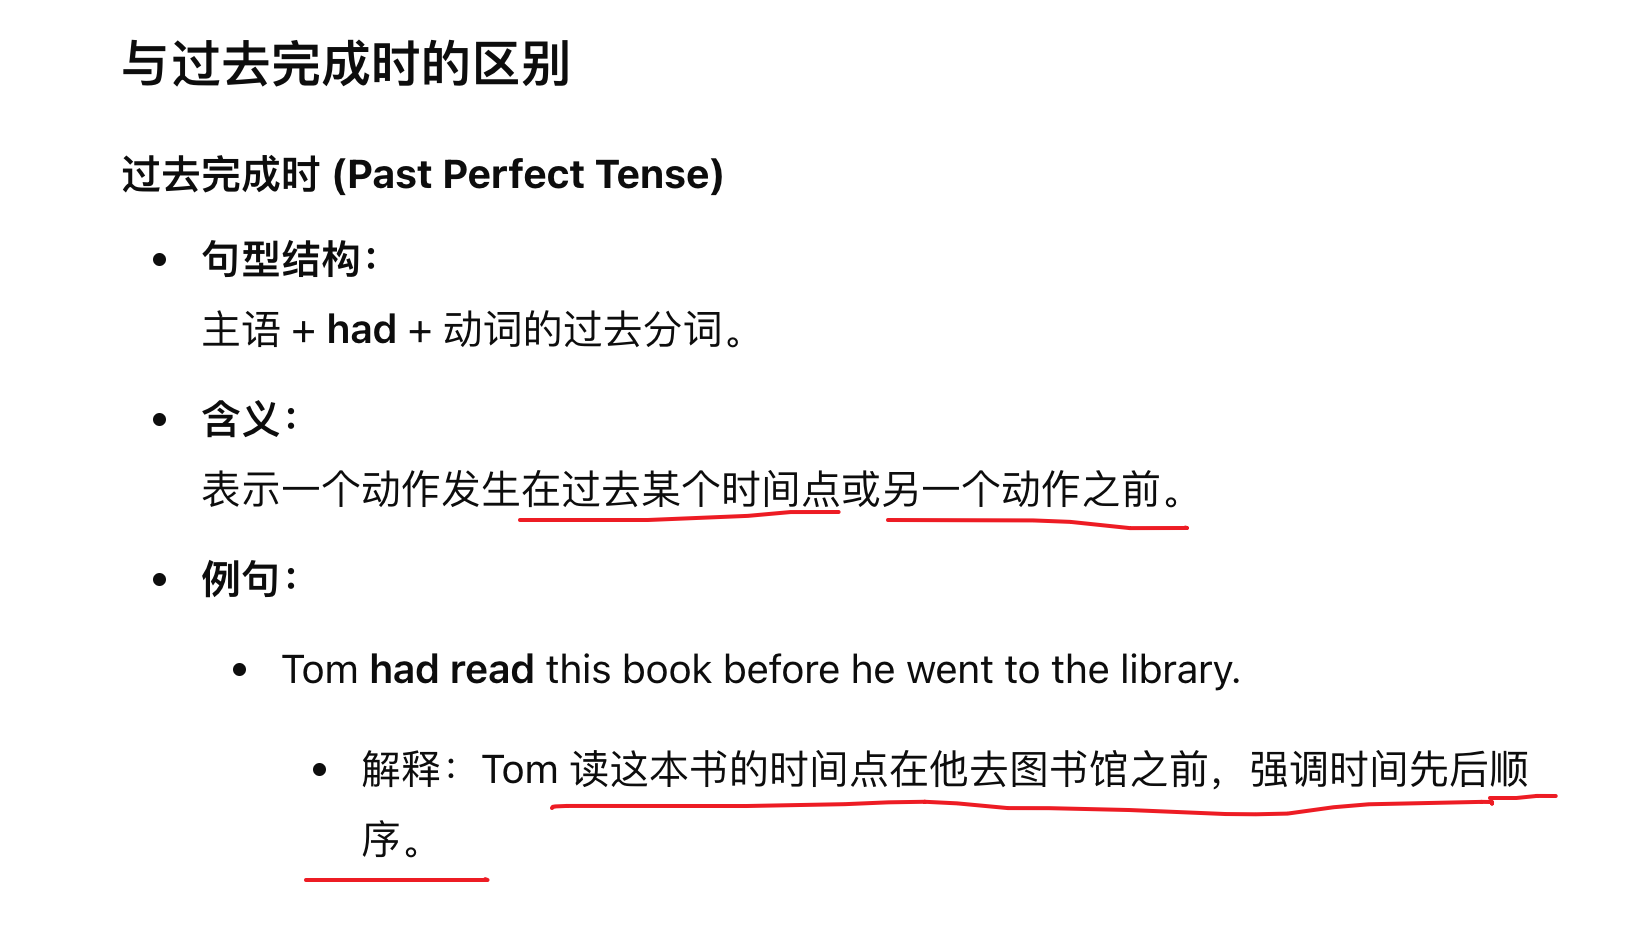 与过去完成时的区别
过去完成时 (Past Perfect Tense)
• 句型结构：
主语 + had + 动词的过去分词。
• 含义：
表示一个动作发生在过去某个时间点或另一个动作之前。
• 例句：
• Tom had read this book before he went to the library.
• 解释：Tom 读这本书的时间点在他去图书馆之前，强调时间先后顺
序。